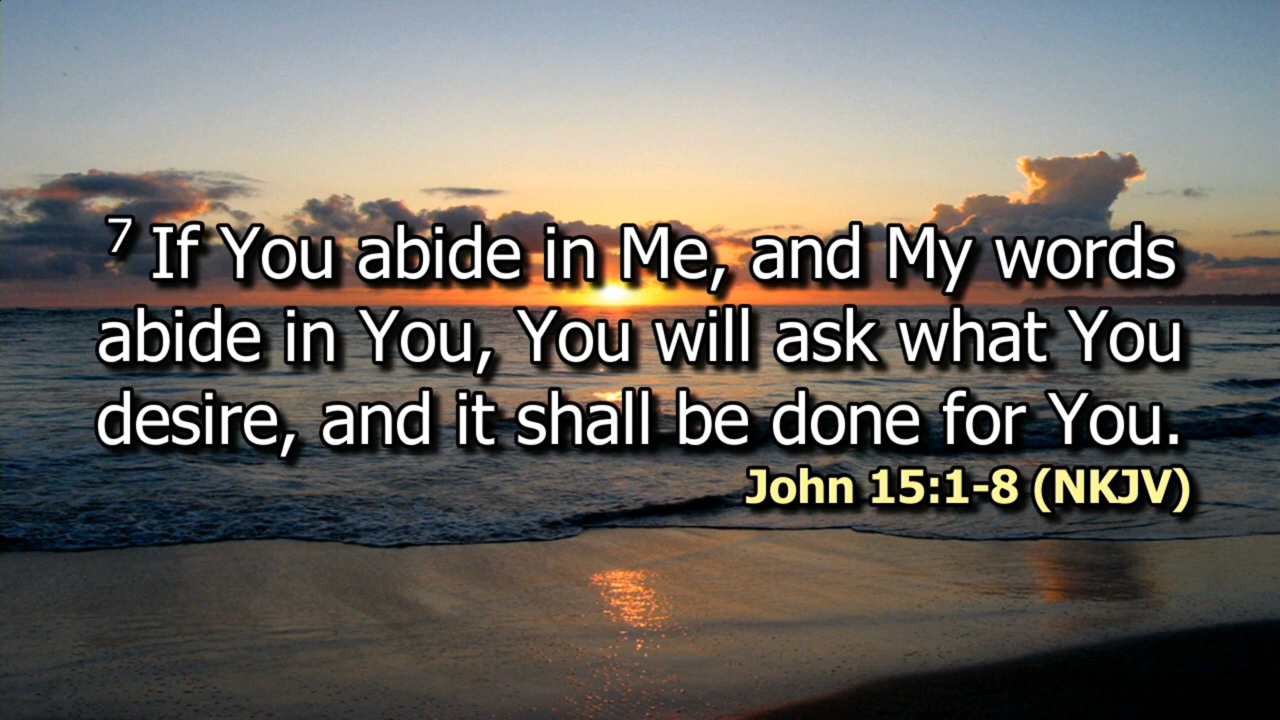 7 If You abide in Me, and My words
abide in You, You will ask what You
desire, and it shall be done for You.
John 15:1-8 (NKJV)